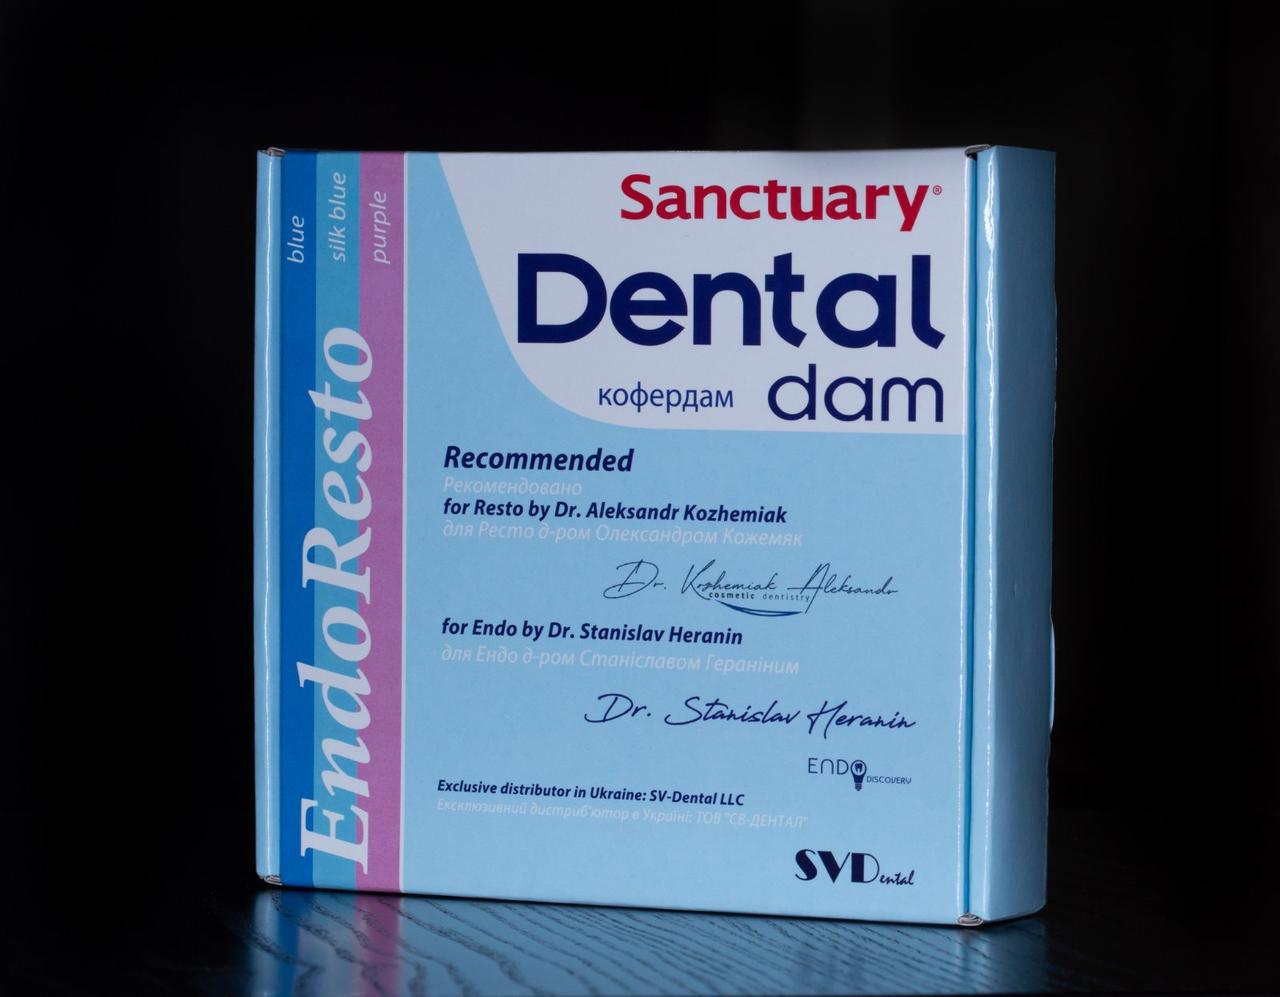 blue
silk blue
purple
EndoResto
Sanctuary®
Dental
кофердам dam
Recommended
Рекомендовано
for Resto by Dr. Aleksandr Kozhemiak
для Ресто д-ром Олександром Кожемяк
Dr. Kozhemiak Aleksandr
cosmetic dentistry
for Endo by Dr. Stanislav Heranin
для Ендо д-ром Станіславом Гераніним
Dr. Stanislav Heranin
ENDO
DISCOVERY
Exclusive distributor in Ukraine: SV-Dental LLC
Ексклюзивний дистриб'ютор в Україні: ТОВ "СВ-ДЕНТАЛ"
SVDental